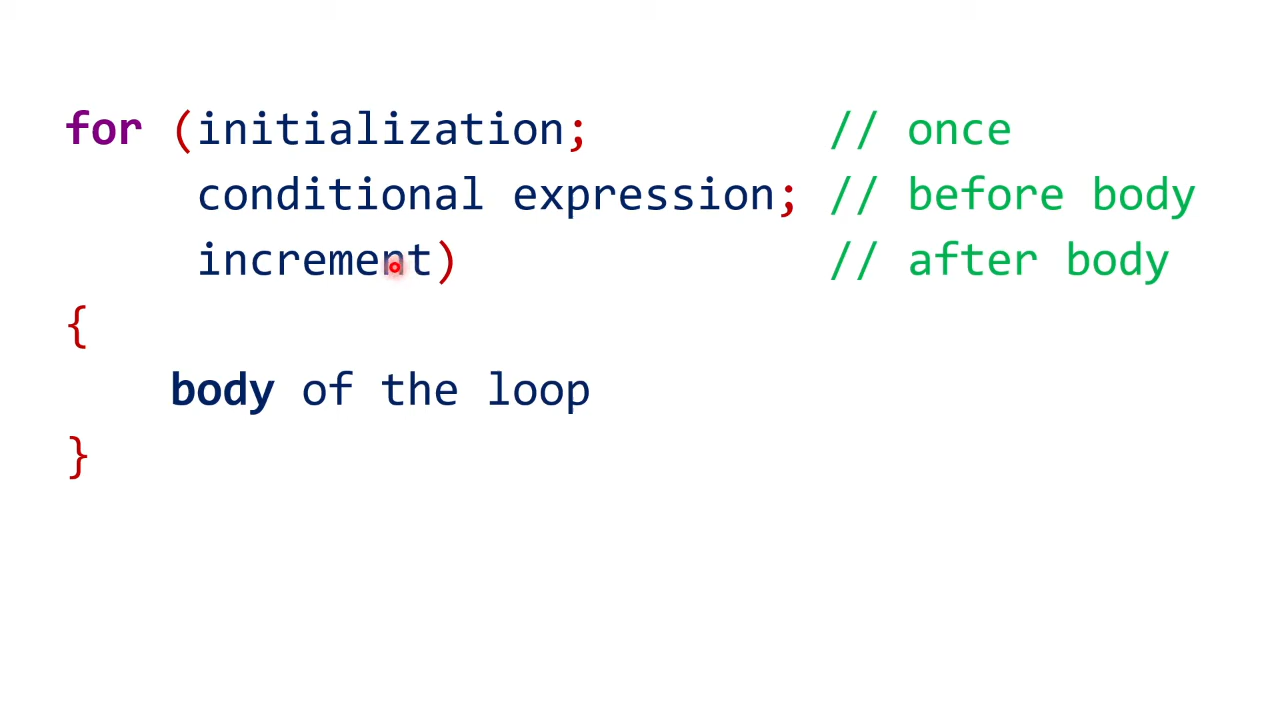 for (initialization;          // once
     conditional expression; // before body
     increment)              // after body
{
    body of the loop
}